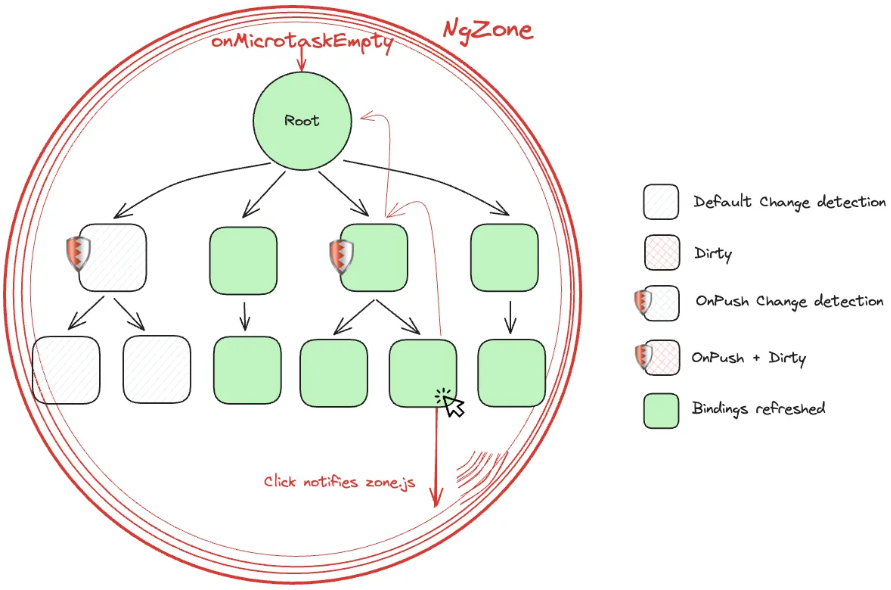 NgZone
onMicrotaskEmpty
Root
Click notifies zone.js
Default Change detection
Dirty
OnPush Change detection
OnPush + Dirty
Bindings refreshed